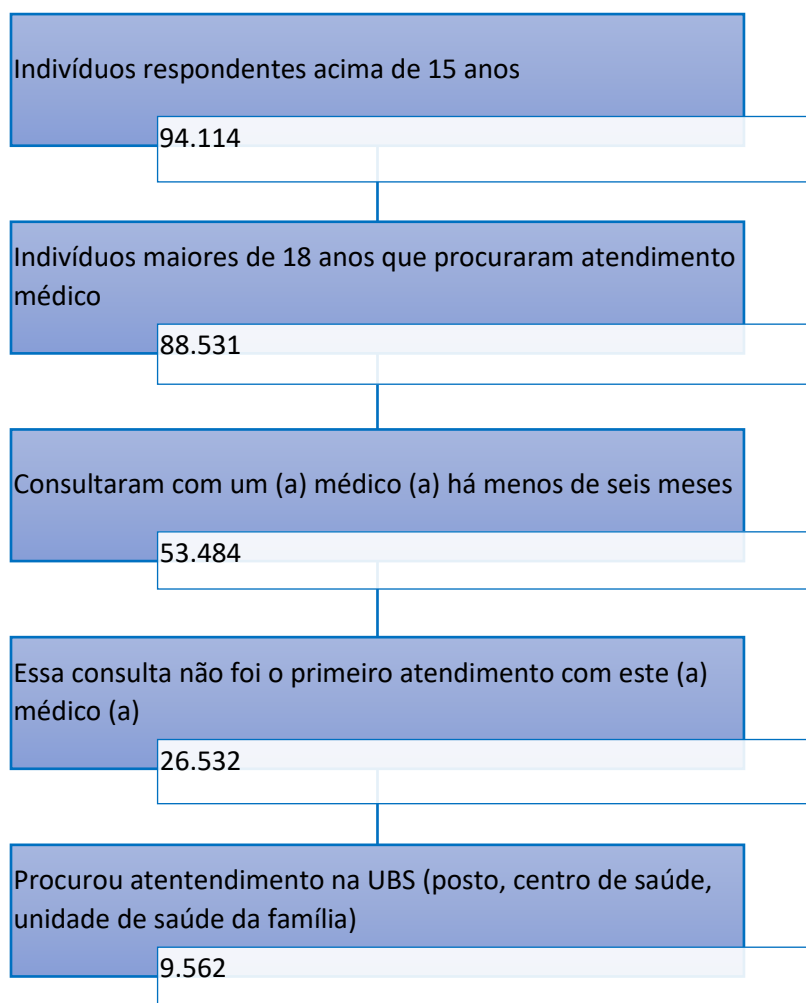 Indivíduos respondentes acima de 15 anos
94.114
Indivíduos maiores de 18 anos que procuraram atendimento
médico
88.531
Consultaram com um (a) médico (a) há menos de seis meses
53.484
Essa consulta não foi o primeiro atendimento com este (a)
médico (a)
26.532
Procurou atentendimento na UBS (posto, centro de saúde,
unidade de saúde da família)
9.562